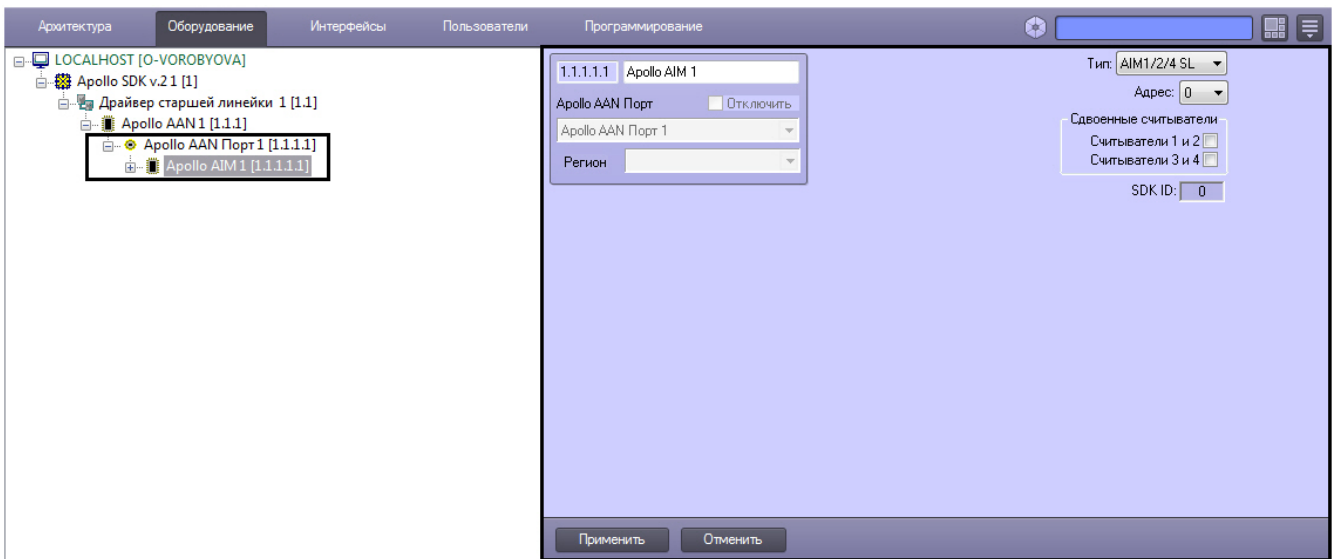 Архитектура Оборудование Интерфейсы Пользователи Программирование
LOCALHOST [O-VOROBYOVA]
Apollo SDK v.2 1 [1]
Драйвер старшей линейки 1 [1.1]
Apollo AAN 1 [1.1.1]
Apollo AAN Порт 1 [1.1.1.1]
Apollo AIM 1 [1.1.1.1.1]
1.1.1.1.1 Apollo AIM 1
Apollo AAN Порт Отключить
Apollo AAN Порт 1
Регион
Тип: AIM1/2/4 SL
Адрес: 0
Сдвоенные считыватели
Считыватели 1 и 2
Считыватели 3 и 4
SDK ID: 0
Применить Отменить